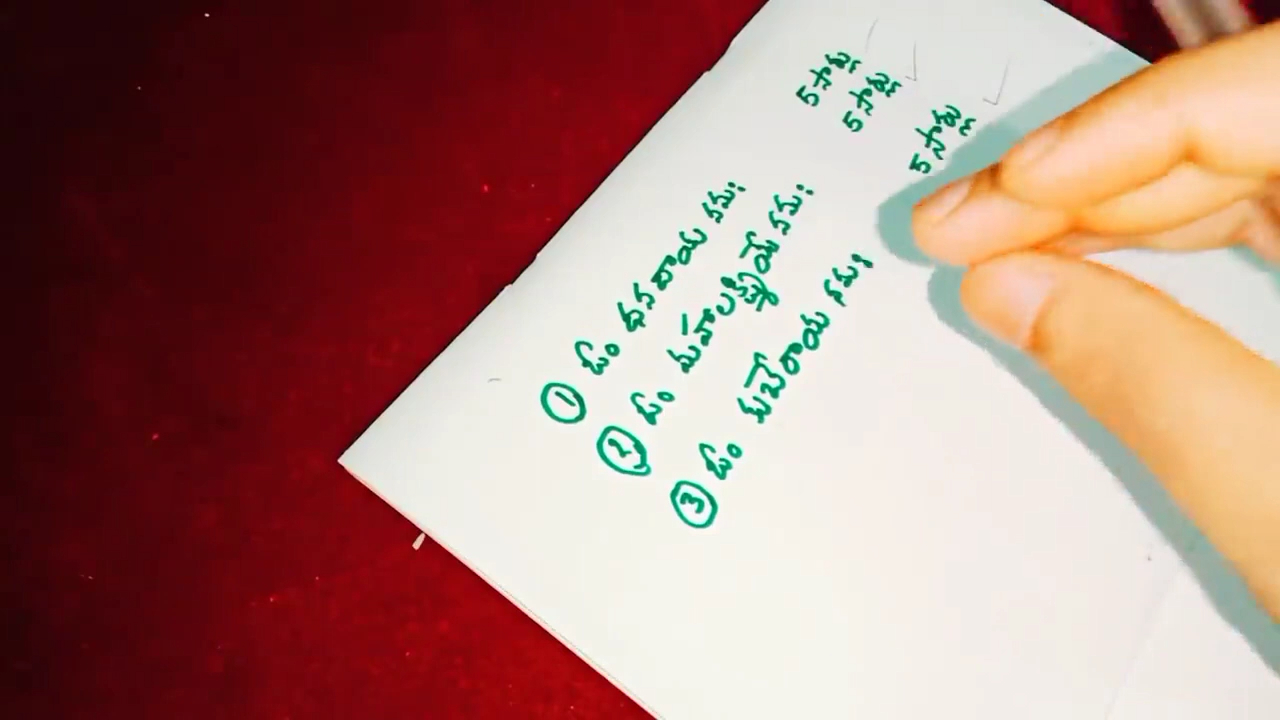 ① ఓం ధనదాయ నమః 5 సార్లు
② ఓం మహాలక్ష్మీయే నమః 5 సార్లు
③ ఓం కుబేరాయ నమః 5 సార్లు